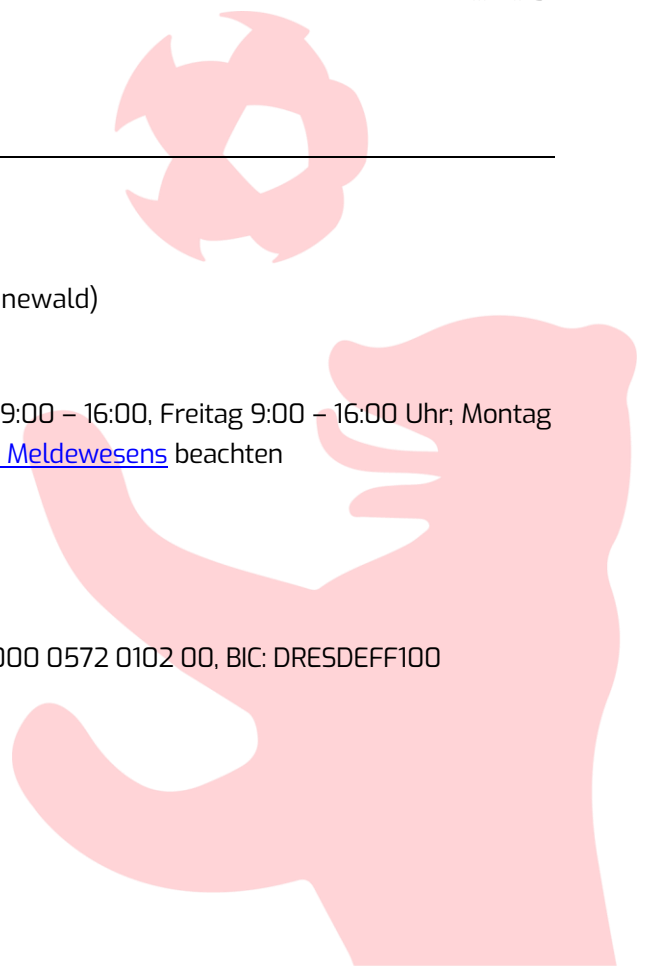 newald)
9:00 – 16:00, Freitag 9:00 – 16:00 Uhr; Montag
Meldewesens beachten
000 0572 0102 00, BIC: DRESDEFF100